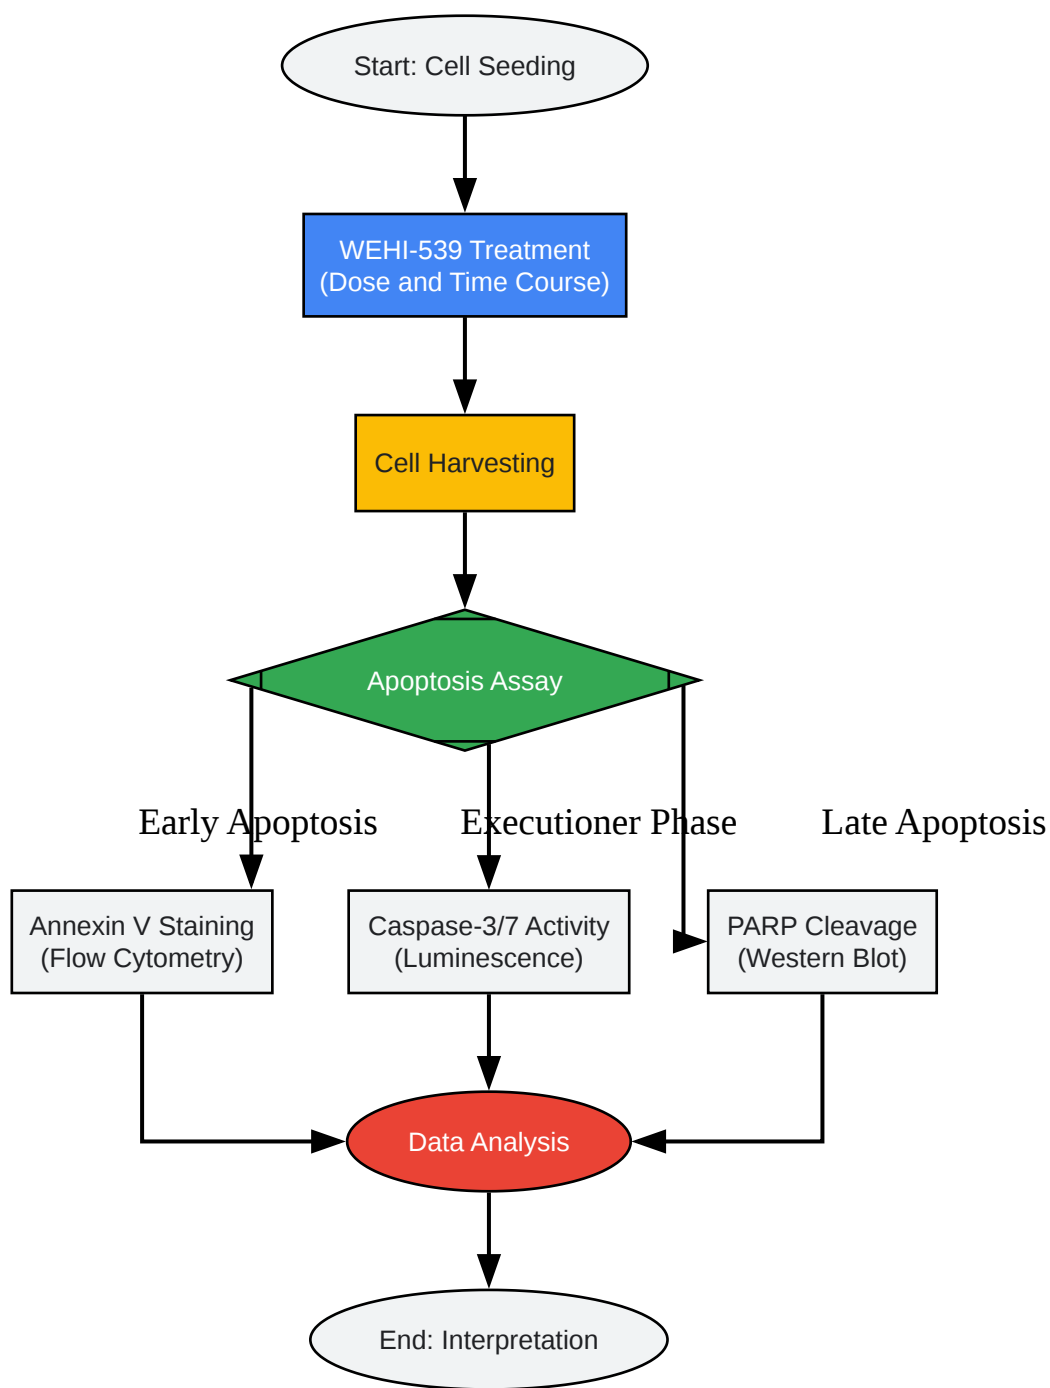 Start: Cell Seeding
WEHI-539 Treatment
(Dose and Time Course)
Cell Harvesting
Apoptosis Assay
Early Apoptosis
Executioner Phase
Late Apoptosis
Annexin V Staining
(Flow Cytometry)
Caspase-3/7 Activity
(Luminescence)
PARP Cleavage
(Western Blot)
Data Analysis
End: Interpretation